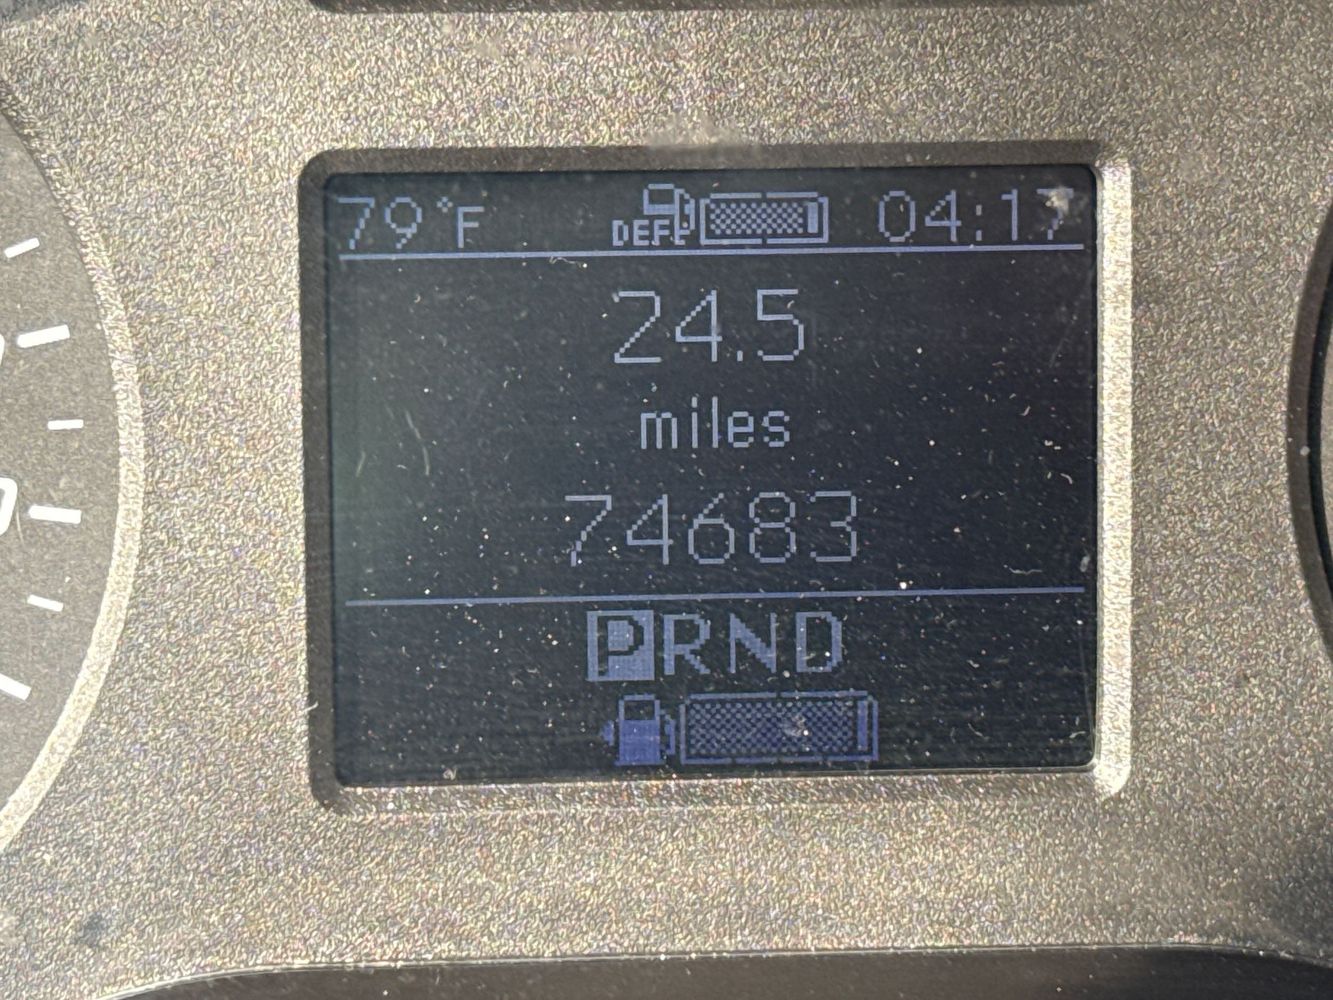 79°F DEF 04:17
24.5
miles
74683
PRND